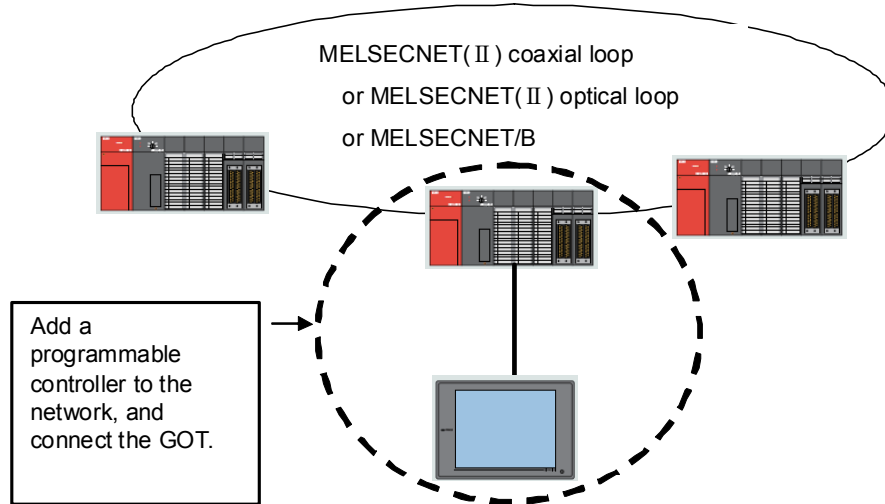 MELSECNET(Ⅱ) coaxial loop
or MELSECNET(Ⅱ) optical loop
or MELSECNET/B
Add a
programmable
controller to the
network, and
connect the GOT.